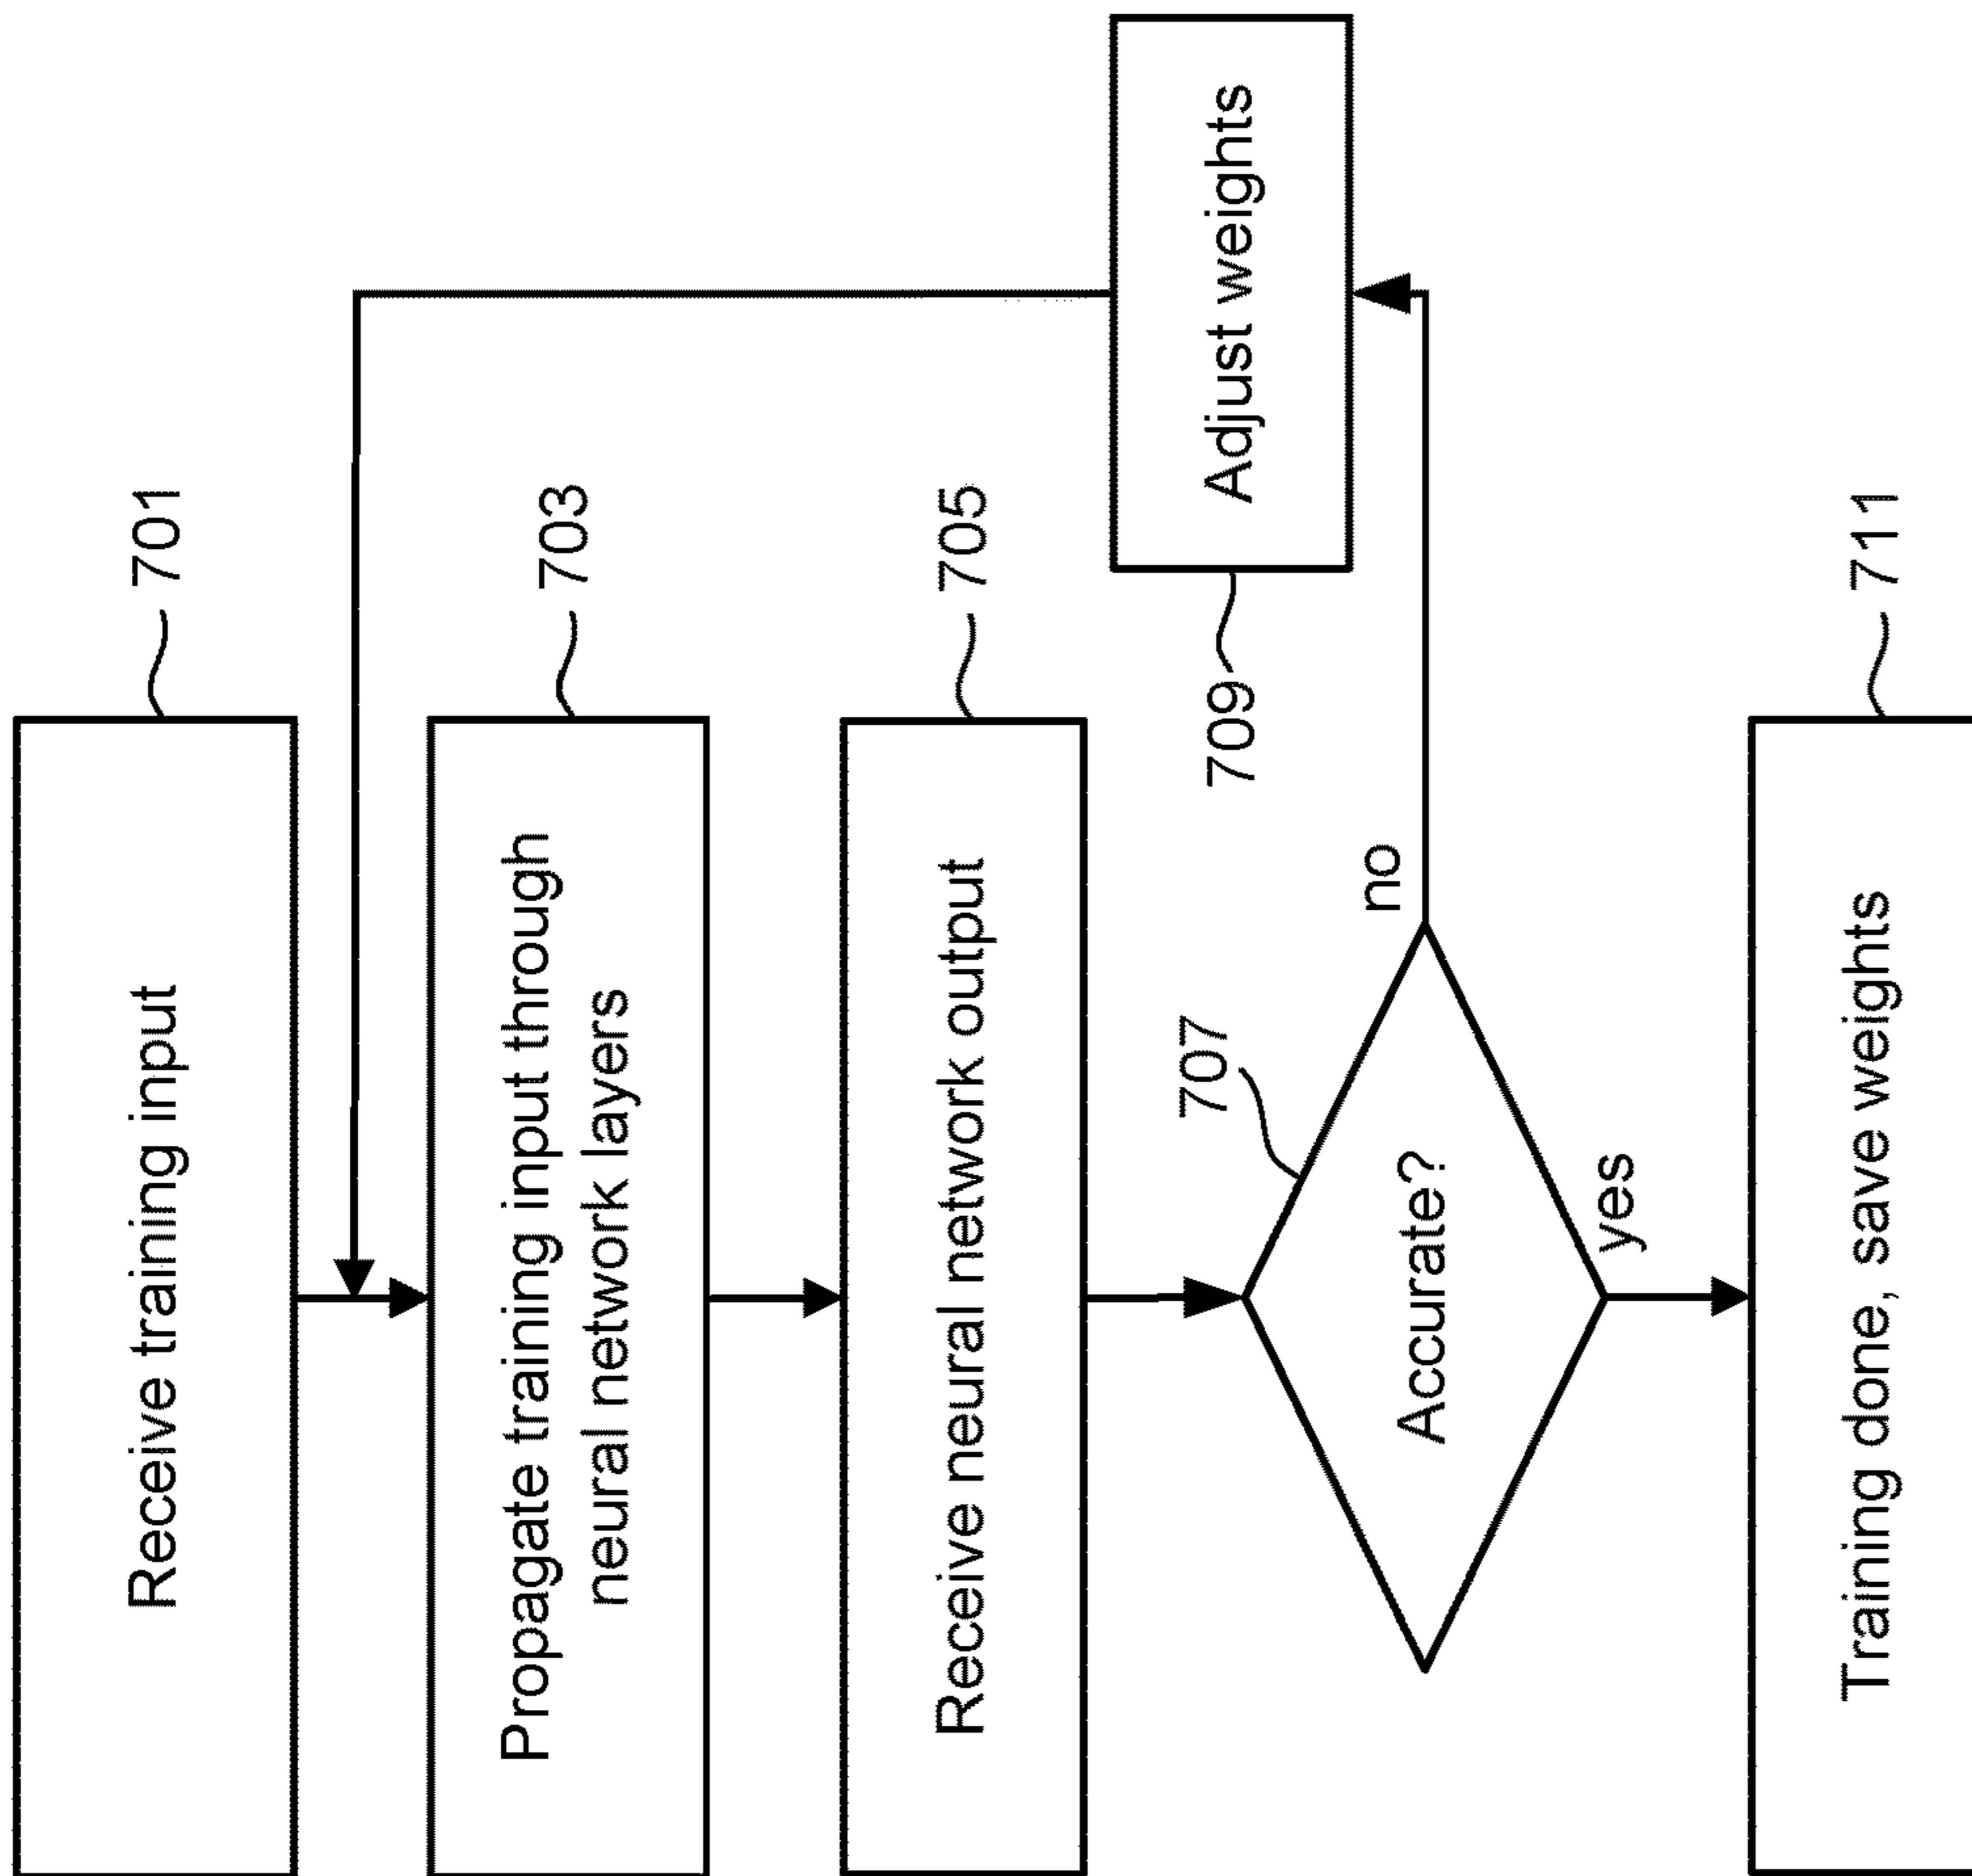 Receive training input
701
Propagate training input through
neural network layers
703
Receive neural network output
705
Accurate?
707
no
Adjust weights
709
yes
Training done, save weights
711